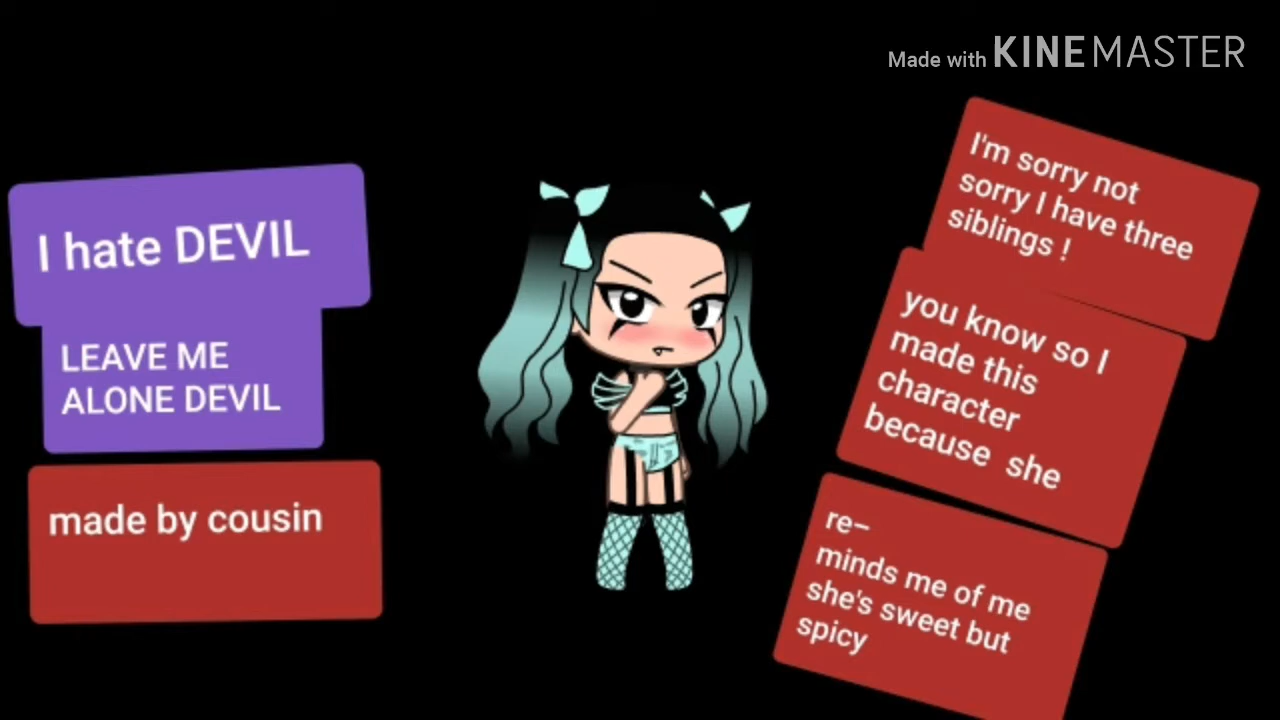 Made with KINEMASTER
I hate DEVIL
LEAVE ME
ALONE DEVIL
made by cousin
I'm sorry not
sorry I have three
siblings !
you know so I
made this
character
because she
re–
minds me of me
she's sweet but
spicy